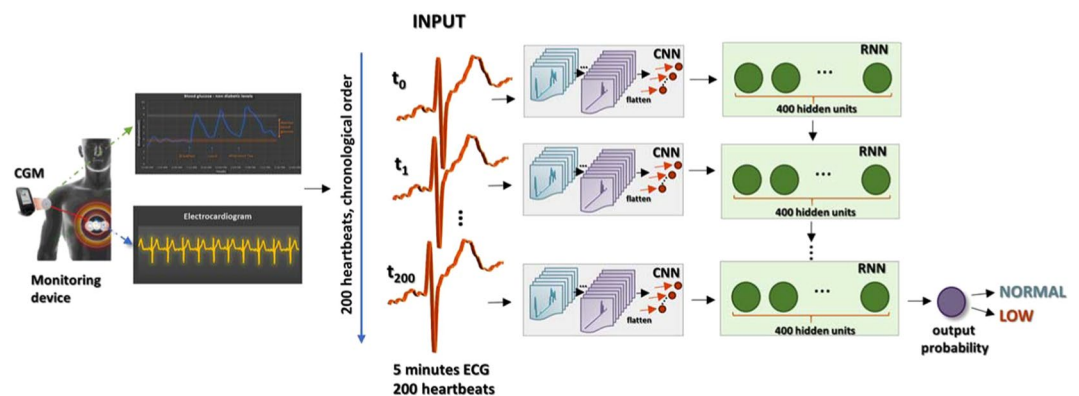 INPUT
CGM
Monitoring
device
Blood glucose - non diabetic levels
Electrocardiogram
200 heartbeats, chronological order
t0
t1
t200
5 minutes ECG
200 heartbeats
CNN
...
flatten
RNN
...
400 hidden units
CNN
...
flatten
RNN
...
400 hidden units
CNN
...
flatten
RNN
...
400 hidden units
output
probability
NORMAL
LOW